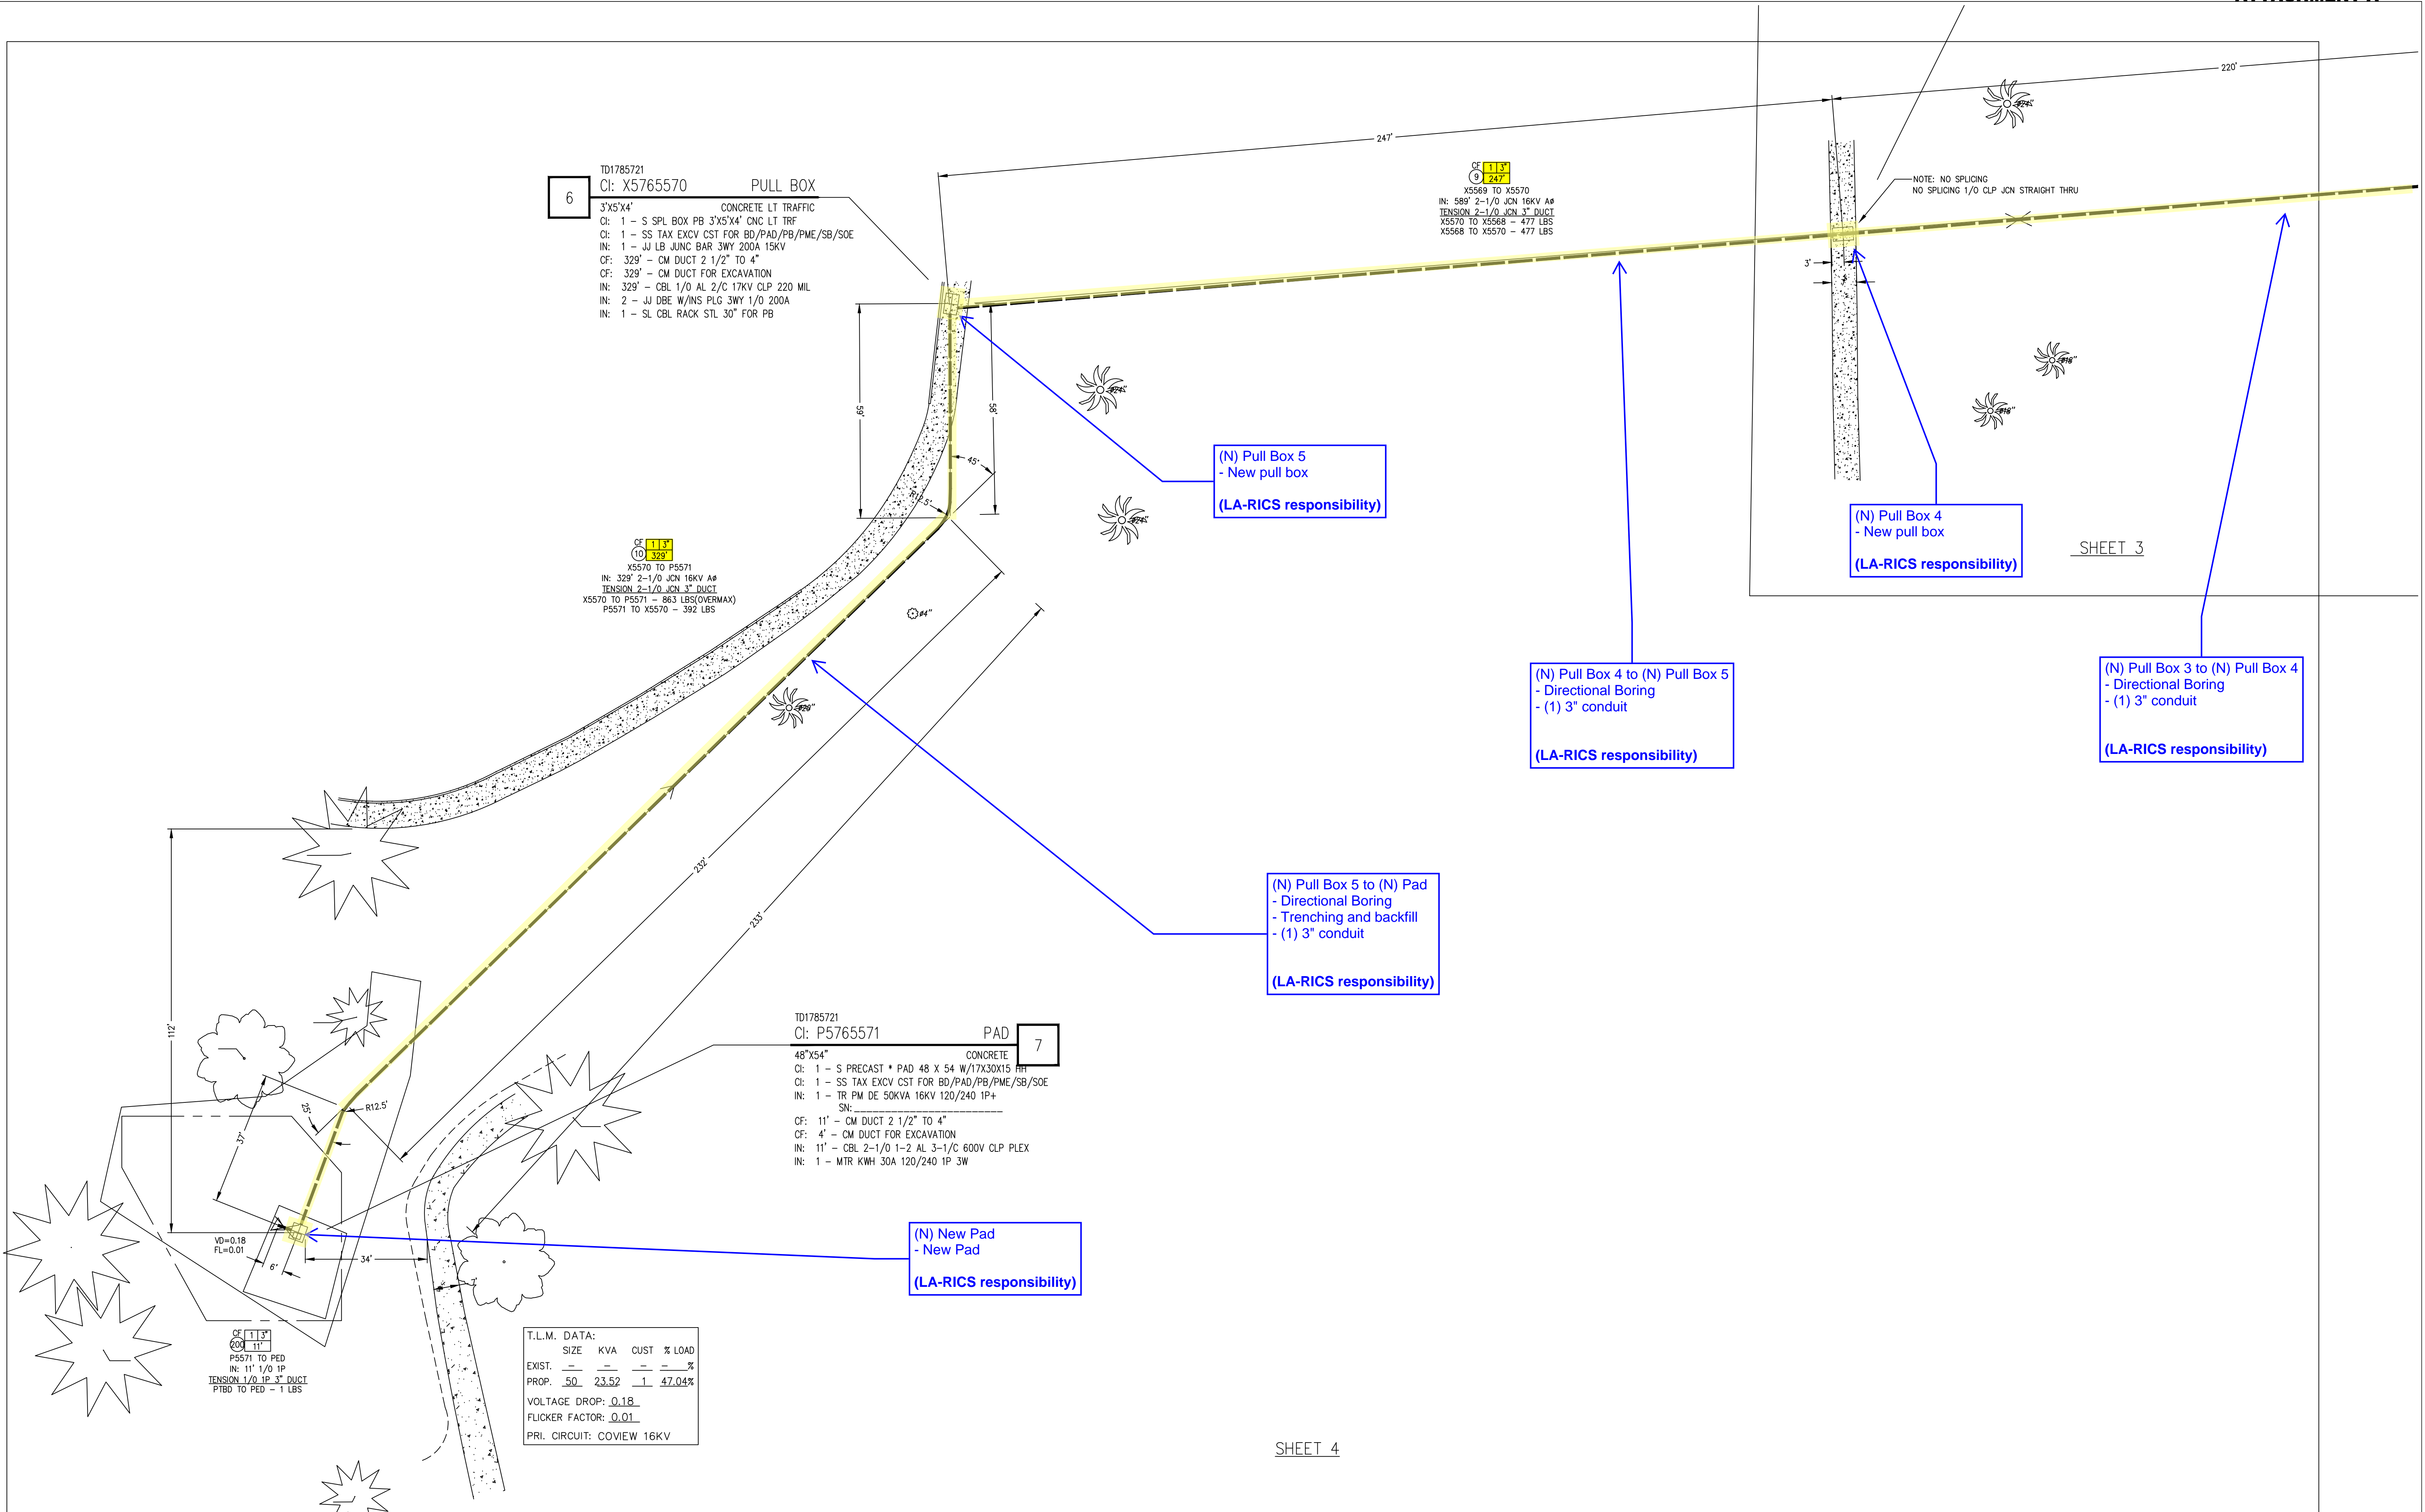 220'
ø24"
247'
TD1785721
CI: X5765570 PULL BOX
6
3'X5'X4' CONCRETE LT TRAFFIC
CI: 1 - S SPL BOX PB 3'X5'X4' CNC LT TRF
CI: 1 - SS TAX EXCV CST FOR BD/PAD/PB/PME/SB/SOE
IN: 1 - JJ LB JUNC BAR 3WY 200A 15KV
CF: 329' - CM DUCT 2 1/2" TO 4"
CF: 329' - CM DUCT FOR EXCAVATION
IN: 329' - CBL 1/0 AL 2/C 17KV CLP 220 MIL
IN: 2 - JJ DBE W/INS PLG 3WY 1/0 200A
IN: 1 - SL CBL RACK STL 30" FOR PB
CF 1 3"
9 247'
X5569 TO X5570
IN: 589' 2-1/0 JCN 16KV Aø
TENSION 2-1/0 JCN 3" DUCT
X5570 TO X5568 - 477 LBS
X5568 TO X5570 - 477 LBS
NOTE: NO SPLICING
NO SPLICING 1/0 CLP JCN STRAIGHT THRU
3'
59'
58'
45°
R12.5'
ø24"
ø24"
ø18"
ø18"
(N) Pull Box 5
- New pull box
(LA-RICS responsibility)
(N) Pull Box 4
- New pull box
(LA-RICS responsibility)
SHEET 3
CF 1 3"
10 329'
X5570 TO P5571
IN: 329' 2-1/0 JCN 16KV Aø
TENSION 2-1/0 JCN 3" DUCT
X5570 TO P5571 - 863 LBS(OVERMAX)
P5571 TO X5570 - 392 LBS
ø4"
ø20"
(N) Pull Box 4 to (N) Pull Box 5
- Directional Boring
- (1) 3" conduit
(LA-RICS responsibility)
(N) Pull Box 3 to (N) Pull Box 4
- Directional Boring
- (1) 3" conduit
(LA-RICS responsibility)
232'
233'
112'
(N) Pull Box 5 to (N) Pad
- Directional Boring
- Trenching and backfill
- (1) 3" conduit
(LA-RICS responsibility)
TD1785721
CI: P5765571 PAD
7
48"X54" CONCRETE
CI: 1 - S PRECAST * PAD 48 X 54 W/17X30X15 HH
CI: 1 - SS TAX EXCV CST FOR BD/PAD/PB/PME/SB/SOE
IN: 1 - TR PM DE 50KVA 16KV 120/240 1P+
SN:________________________
CF: 11' - CM DUCT 2 1/2" TO 4"
CF: 4' - CM DUCT FOR EXCAVATION
IN: 11' - CBL 2-1/0 1-2 AL 3-1/C 600V CLP PLEX
IN: 1 - MTR KWH 30A 120/240 1P 3W
25°
R12.5'
37'
VD=0.18
FL=0.01
6'
34'
7'
(N) New Pad
- New Pad
(LA-RICS responsibility)
CF 1 3"
200 11'
P5571 TO PED
IN: 11' 1/0 1P
TENSION 1/0 1P 3" DUCT
PTBD TO PED - 1 LBS
T.L.M. DATA:
SIZE KVA CUST % LOAD
EXIST. - - - - %
PROP. 50 23.52 1 47.04%
VOLTAGE DROP: 0.18
FLICKER FACTOR: 0.01
PRI. CIRCUIT: COVIEW 16KV
SHEET 4